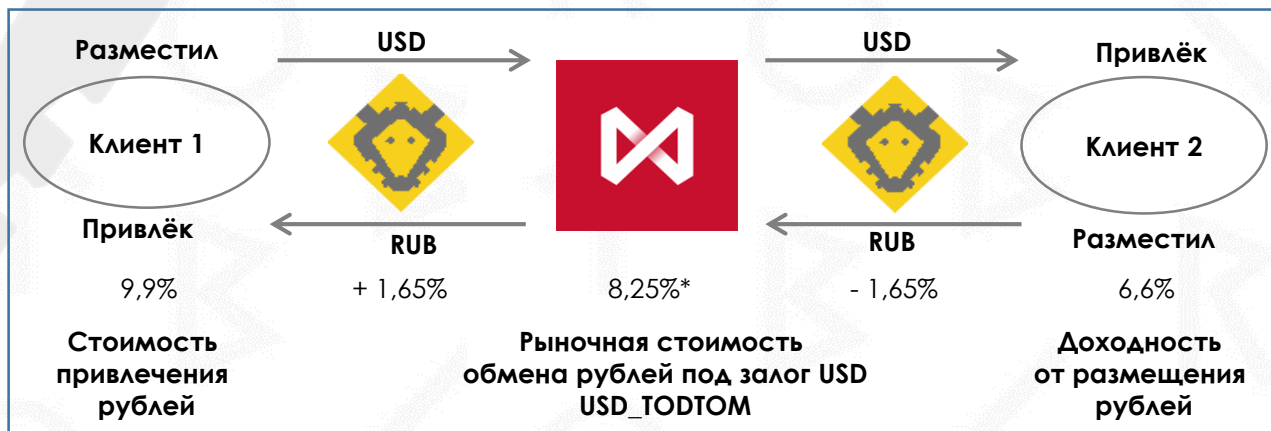 Разместил
USD
USD
Привлёк
Клиент 1
Клиент 2
Привлёк
RUB
RUB
Разместил
9,9%
+ 1,65%
8,25%*
- 1,65%
6,6%
Стоимость
привлечения
рублей
Рыночная стоимость
обмена рублей под залог USD
USD_TODTOM
Доходность
от размещения
рублей